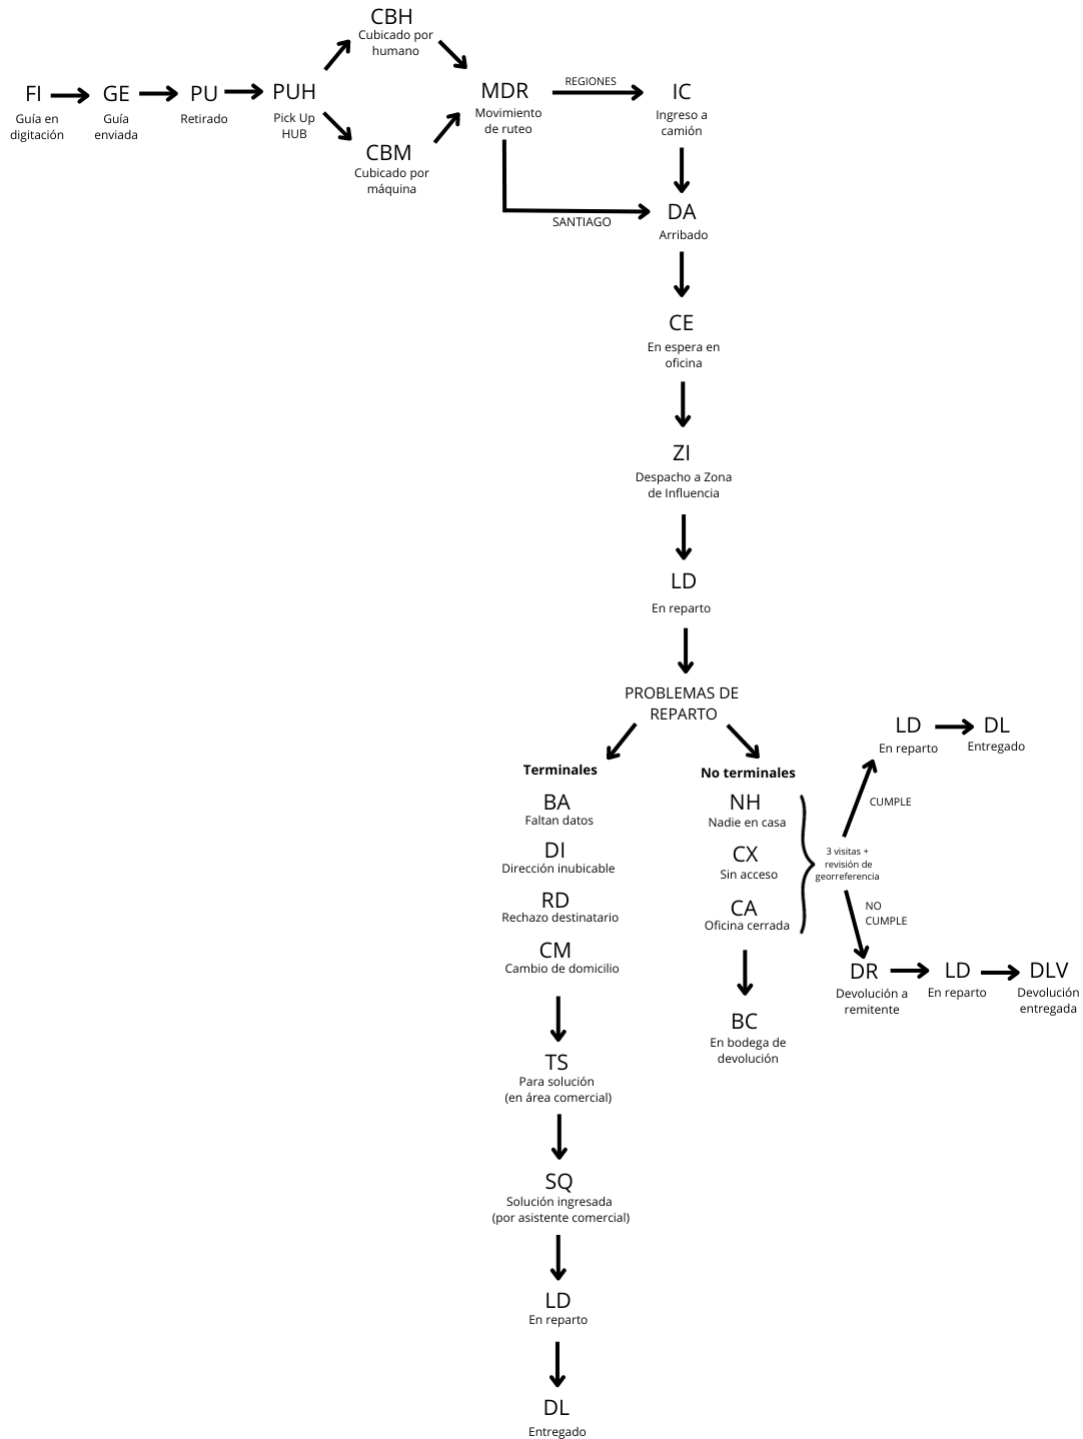 FI
Guía en
digitación
GE
Guía
enviada
PU
Retirado
PUH
Pick Up
HUB
CBH
Cubicado por
humano
CBM
Cubicado por
máquina
MDR
Movimiento
de ruteo
REGIONES
SANTIAGO
IC
Ingreso a
camión
DA
Arribado
CE
En espera en
oficina
ZI
Despacho a Zona
de Influencia
LD
En reparto
PROBLEMAS DE
REPARTO
Terminales
BA
Faltan datos
DI
Dirección inubicable
RD
Rechazo destinatario
CM
Cambio de domicilio
TS
Para solución
(en área comercial)
SQ
Solución ingresada
(por asistente comercial)
LD
En reparto
DL
Entregado
No terminales
NH
Nadie en casa
CX
Sin acceso
CA
Oficina cerrada
BC
En bodega de
devolución
3 visitas +
revisión de
georreferencia
CUMPLE
LD
En reparto
DL
Entregado
NO
CUMPLE
DR
Devolución a
remitente
LD
En reparto
DLV
Devolución
entregada